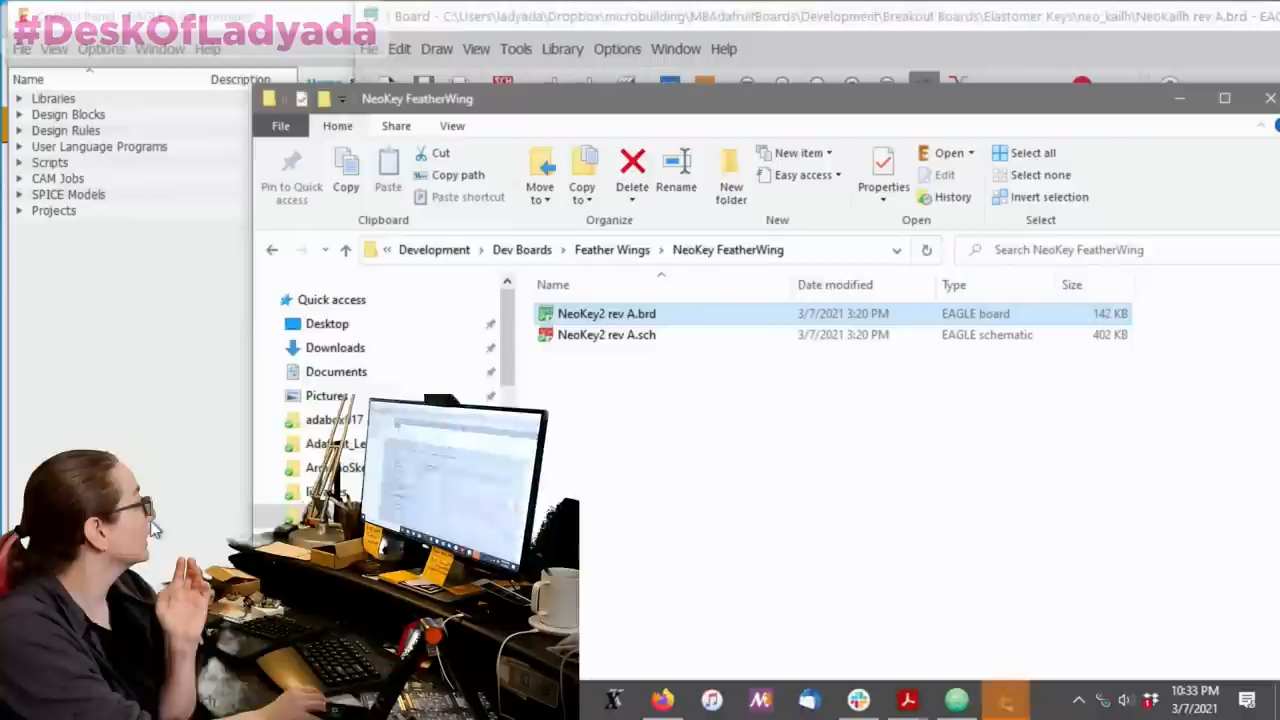 #DeskOfLadyada
Board - C:\Users\ladyada\Dropbox\microbuilding\MBAdafruitBoards\Development\Breakout Boards\Elastomer Keys\neo_kailh\NeoKailh rev A.brd - EAG
File View Options Window Help
File Edit Draw View Tools Library Options Window Help
Name Description
Libraries
Design Blocks
Design Rules
User Language Programs
Scripts
CAM Jobs
SPICE Models
Projects
NeoKey FeatherWing
File Home Share View
Pin to Quick access
Copy
Paste
Cut
Copy path
Paste shortcut
Clipboard
Move to
Copy to
Delete
Rename
Organize
New folder
New item
Easy access
New
Properties
Open
Edit
History
Open
Select all
Select none
Invert selection
Select
« Development > Dev Boards > Feather Wings > NeoKey FeatherWing
Search NeoKey FeatherWing
Name Date modified Type Size
NeoKey2 rev A.brd 3/7/2021 3:20 PM EAGLE board 142 KB
NeoKey2 rev A.sch 3/7/2021 3:20 PM EAGLE schematic 402 KB
Quick access
Desktop
Downloads
Documents
Pictures
10:33 PM
3/7/2021